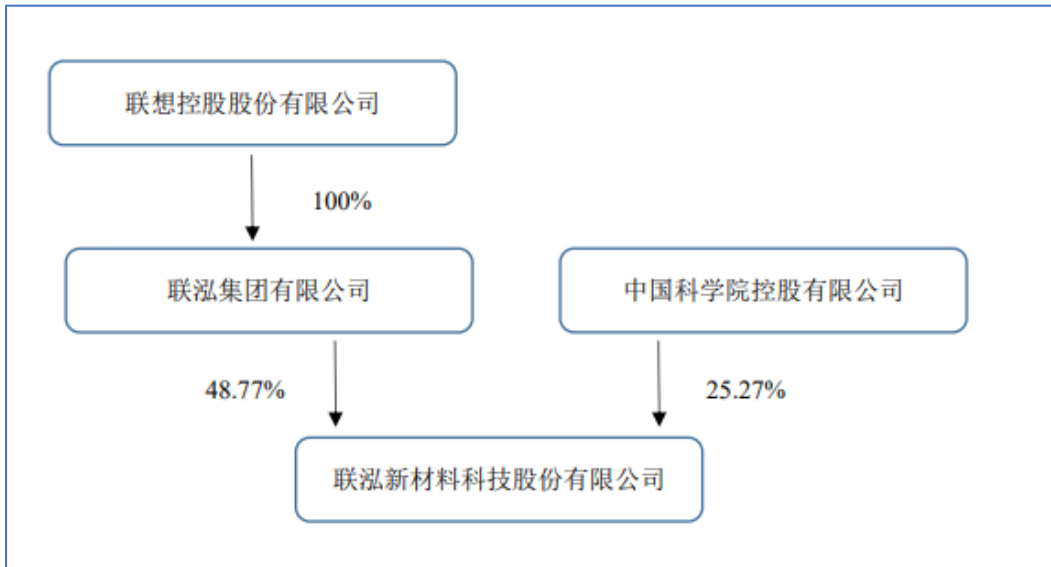 联想控股股份有限公司
100%
联泓集团有限公司
中国科学院控股有限公司
48.77%
25.27%
联泓新材料科技股份有限公司